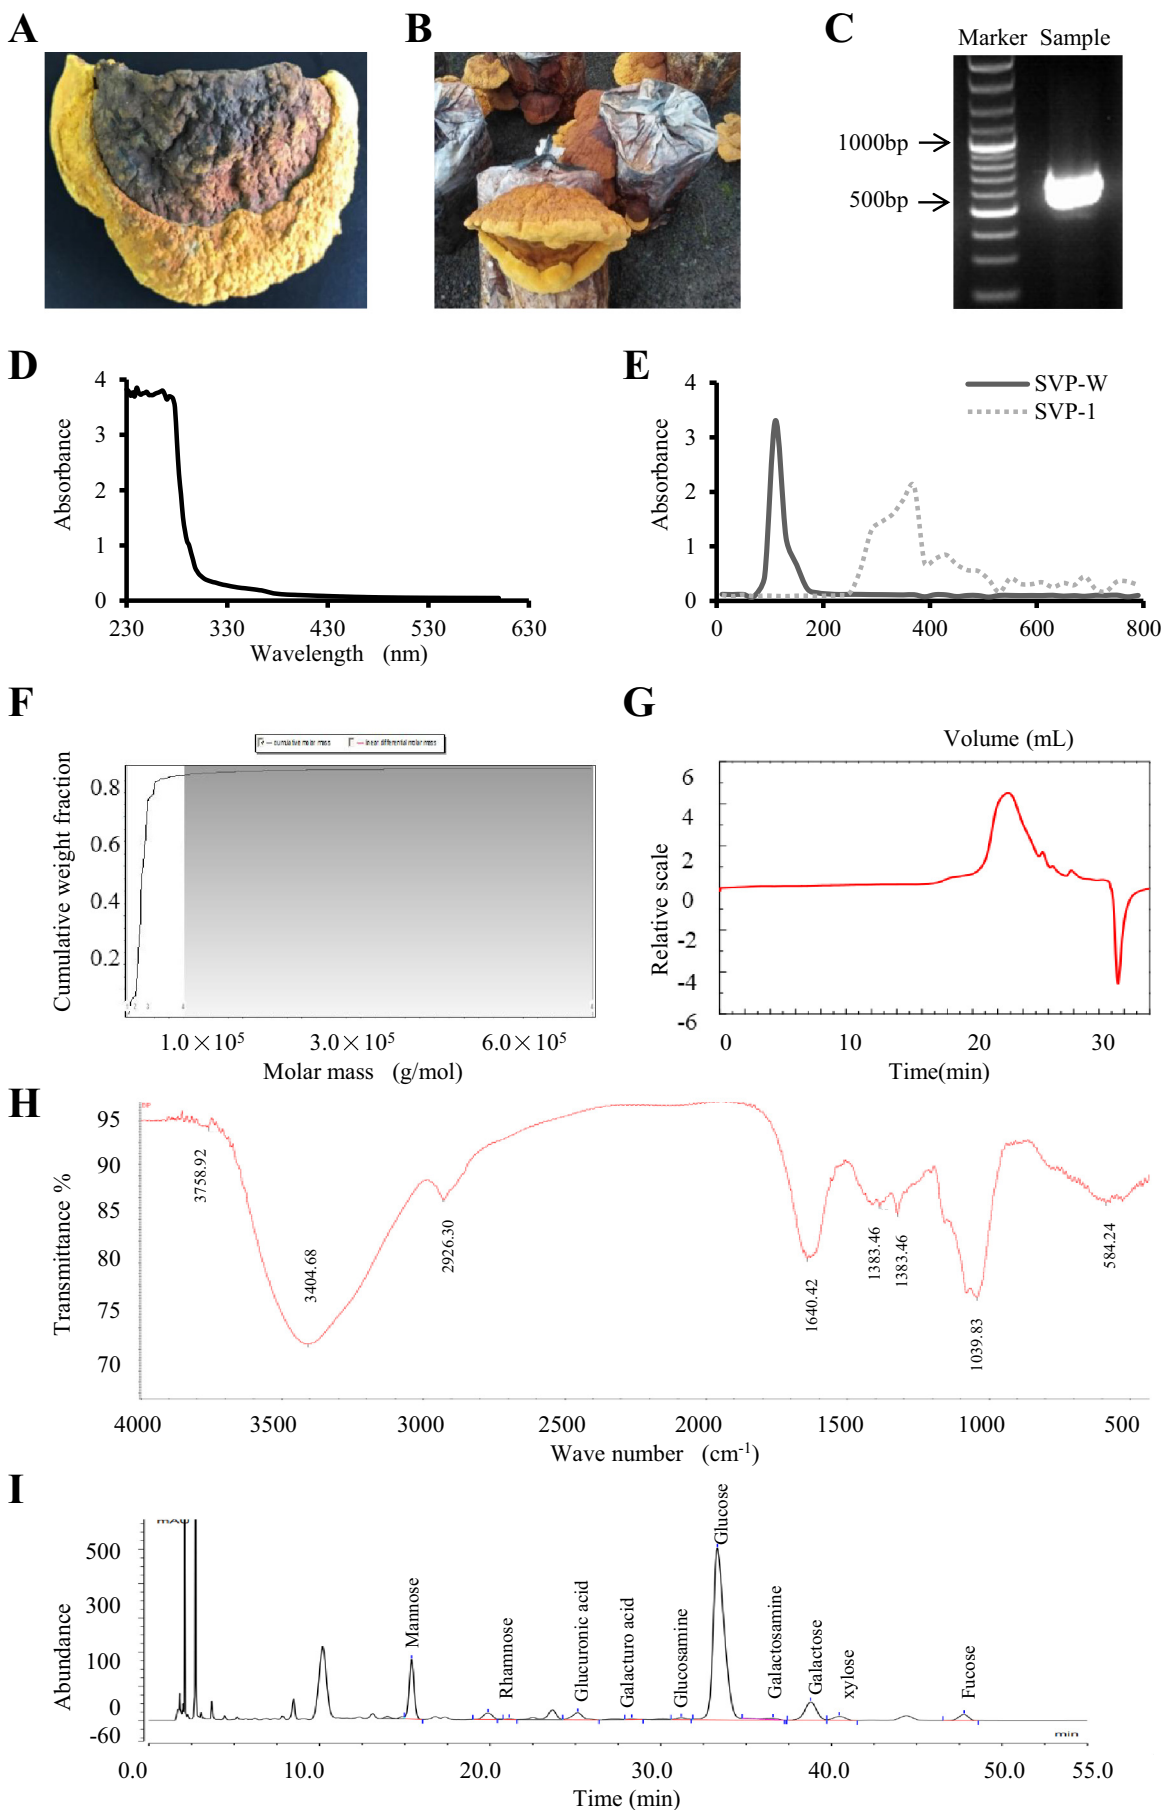 A
B
C
Marker Sample
1000bp
500bp
D
4
3
2
1
0
Absorbance
230 330 430 530 630
Wavelength (nm)
E
SVP-W
SVP-1
4
3
2
1
0
Absorbance
0 200 400 600 800
Volume (mL)
F
cumulative molar mass
linear differential molar mass
0.8
0.6
0.4
0.2
Cumulative weight fraction
1.0×10⁵ 3.0×10⁵ 6.0×10⁵
Molar mass (g/mol)
G
6
4
2
0
-2
-4
-6
Relative scale
0 10 20 30
Time(min)
H
95
90
85
80
75
70
Transmittance %
3758.92
3404.68
2926.30
1640.42
1383.46
1383.46
1039.83
584.24
4000 3500 3000 2500 2000 1500 1000 500
Wave number (cm⁻¹)
I
500
300
100
0
-60
Abundance
Mannose
Rhamnose
Glucuronic acid
Galacturo acid
Glucosamine
Glucose
Galactosamine
Galactose
xylose
Fucose
min
0.0 10.0 20.0 30.0 40.0 50.0 55.0
Time (min)